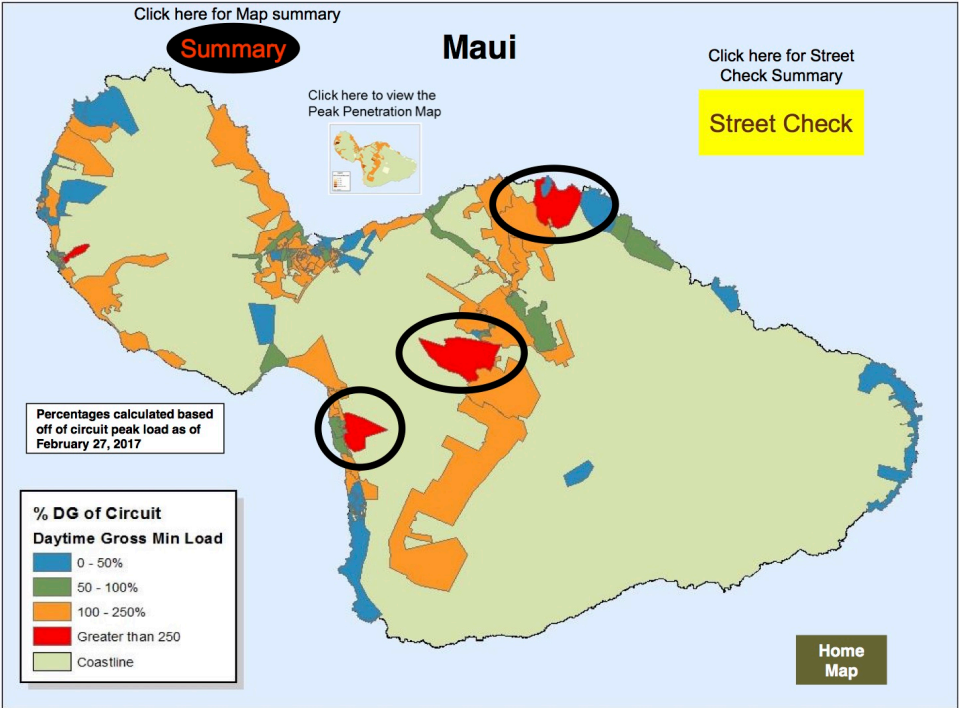 Click here for Map summary
Summary
Maui
Click here for Street
Check Summary
Street Check
Click here to view the
Peak Penetration Map
Percentages calculated based
off of circuit peak load as of
February 27, 2017
% DG of Circuit
Daytime Gross Min Load
0 - 50%
50 - 100%
100 - 250%
Greater than 250
Coastline
Home
Map